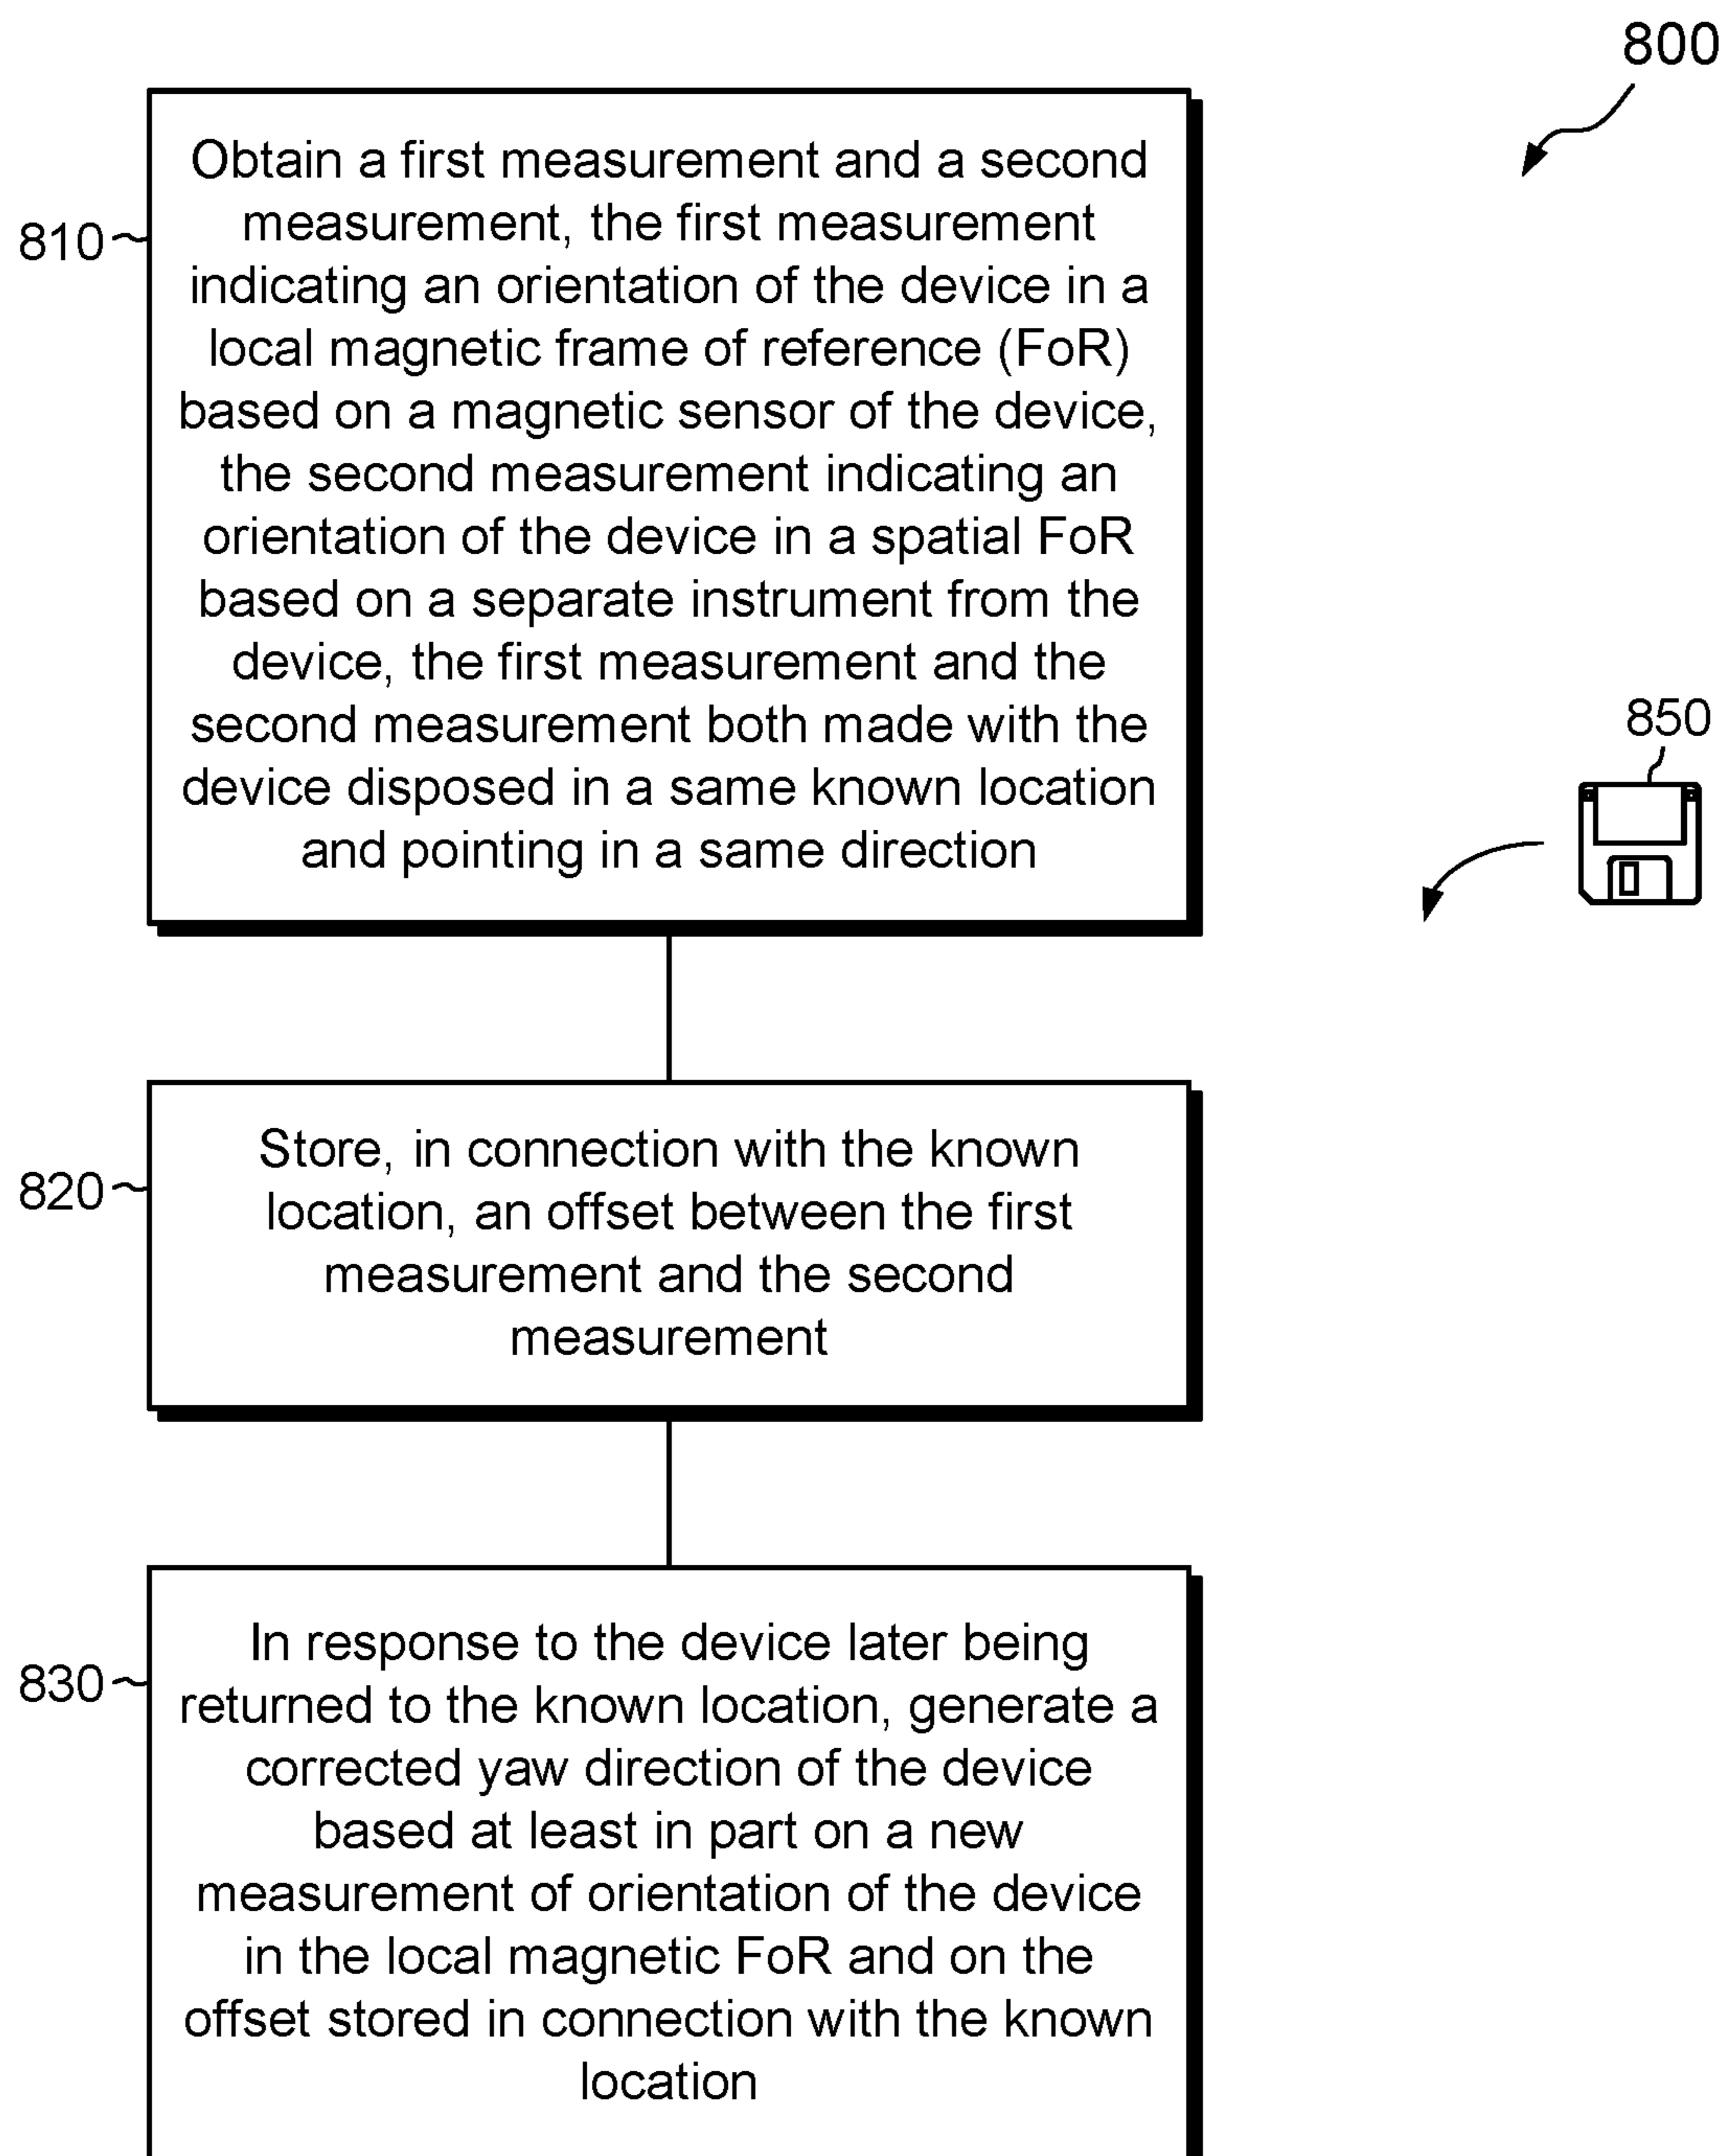 800
810
Obtain a first measurement and a second
measurement, the first measurement
indicating an orientation of the device in a
local magnetic frame of reference (FoR)
based on a magnetic sensor of the device,
the second measurement indicating an
orientation of the device in a spatial FoR
based on a separate instrument from the
device, the first measurement and the
second measurement both made with the
device disposed in a same known location
and pointing in a same direction
850
820
Store, in connection with the known
location, an offset between the first
measurement and the second
measurement
830
In response to the device later being
returned to the known location, generate a
corrected yaw direction of the device
based at least in part on a new
measurement of orientation of the device
in the local magnetic FoR and on the
offset stored in connection with the known
location